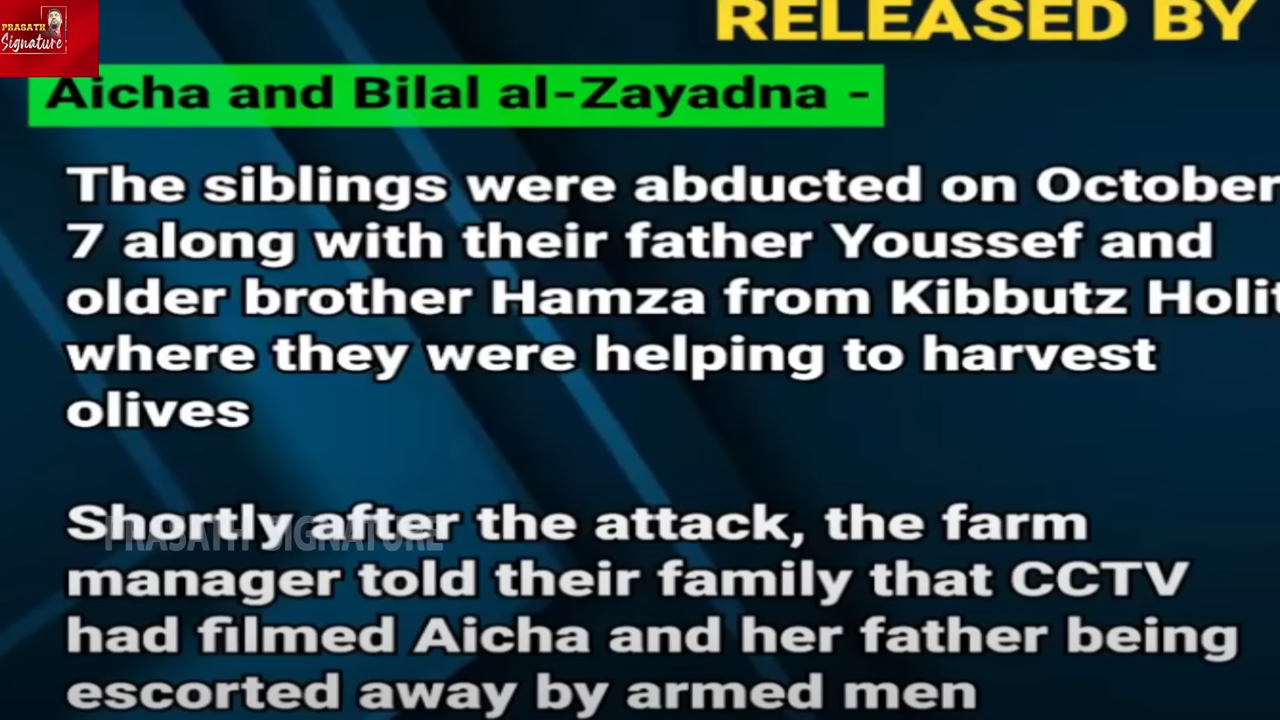 PRASATH
Signature
RELEASED BY
Aicha and Bilal al-Zayadna -
The siblings were abducted on October
7 along with their father Youssef and
older brother Hamza from Kibbutz Holit
where they were helping to harvest
olives
Shortly after the attack, the farm
PRASATH SIGNATURE
manager told their family that CCTV
had filmed Aicha and her father being
escorted away by armed men